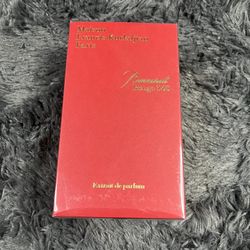 Maison
Francis Kurkdjian
Paris
Baccarat
Rouge 540
Extrait de parfum